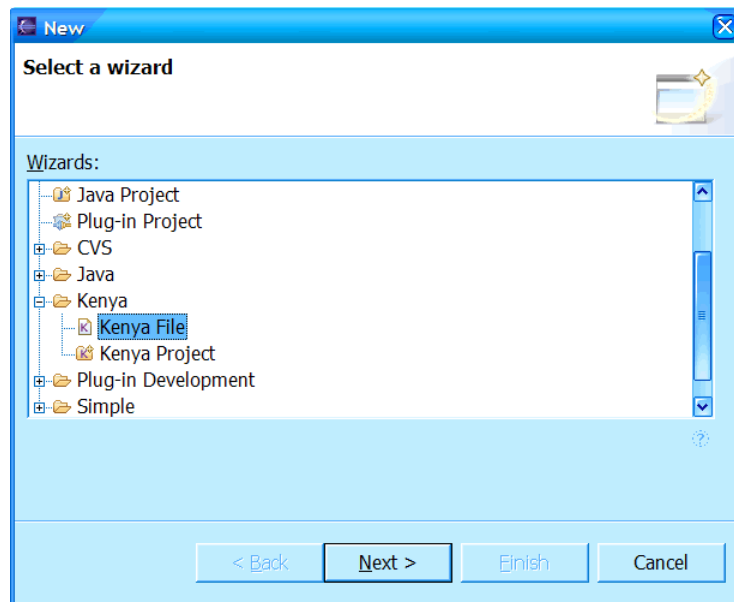 New
Select a wizard
Wizards:
Java Project
Plug-in Project
CVS
Java
Kenya
Kenya File
Kenya Project
Plug-in Development
Simple
< Back
Next >
Finish
Cancel